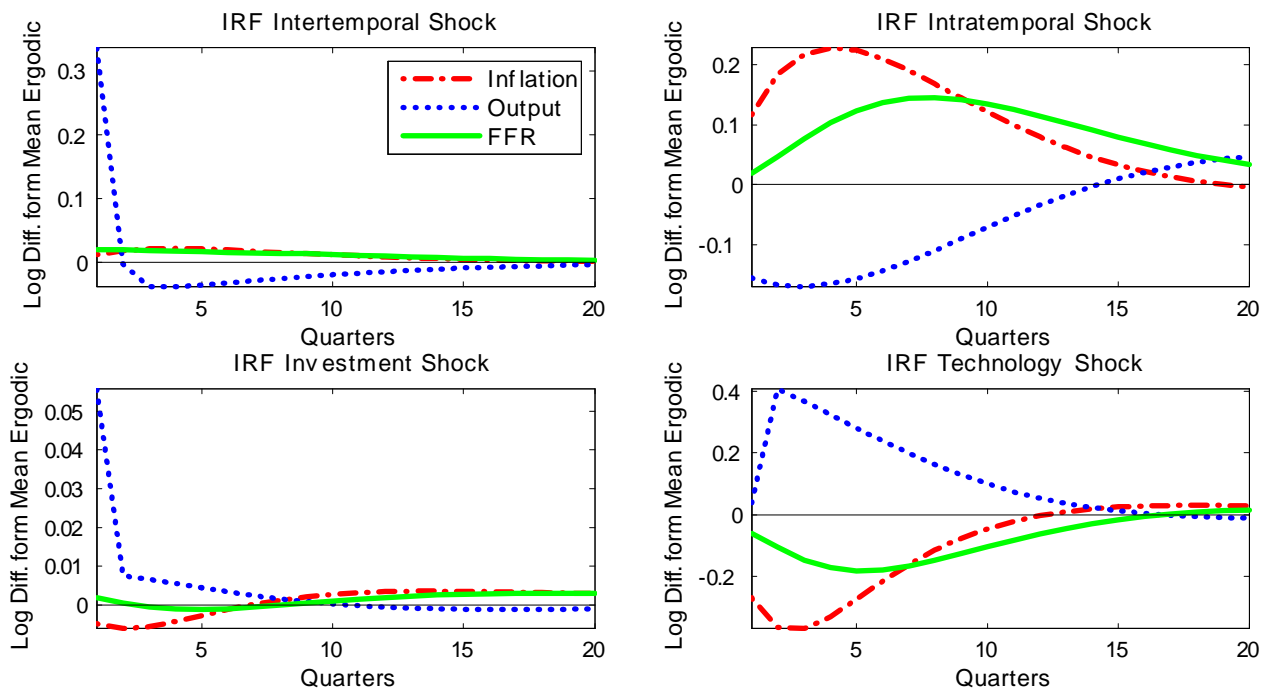 IRF Intertemporal Shock
Log Diff. form Mean Ergodic
0.3
0.2
0.1
0
Inflation
Output
FFR
5
10
15
20
Quarters
IRF Intratemporal Shock
Log Diff. form Mean Ergodic
0.2
0.1
0
-0.1
5
10
15
20
Quarters
IRF Investment Shock
Log Diff. form Mean Ergodic
0.05
0.04
0.03
0.02
0.01
0
5
10
15
20
Quarters
IRF Technology Shock
Log Diff. form Mean Ergodic
0.4
0.2
0
-0.2
5
10
15
20
Quarters